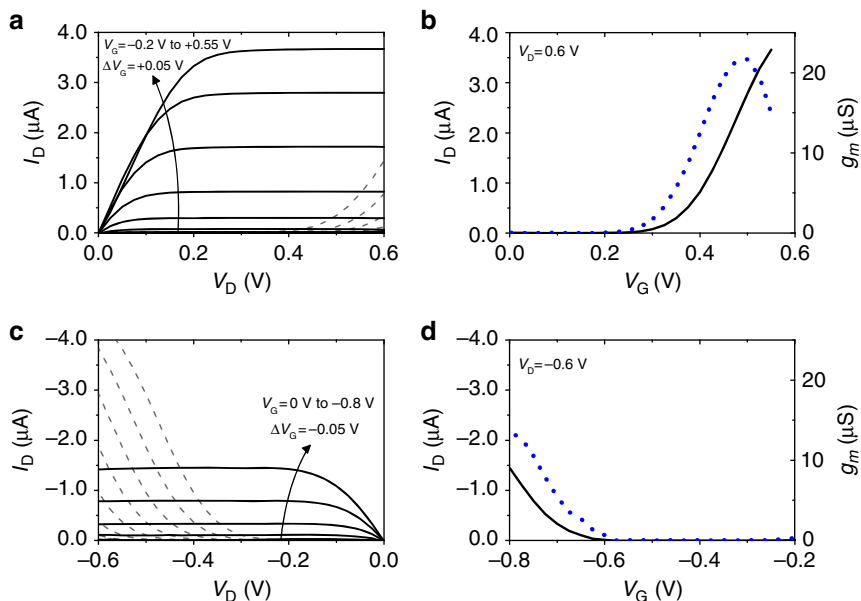 a
V_G=−0.2 V to +0.55 V
ΔV_G=+0.05 V
4.0
3.0
2.0
1.0
0.0
I_D (μA)
0.0 0.2 0.4 0.6
V_D (V)
b
V_D=0.6 V
4.0
3.0
2.0
1.0
0.0
I_D (μA)
20
10
0
g_m (μS)
0.0 0.2 0.4 0.6
V_G (V)
c
V_G=0 V to −0.8 V
ΔV_G=−0.05 V
−4.0
−3.0
−2.0
−1.0
−0.0
I_D (μA)
−0.6 −0.4 −0.2 0.0
V_D (V)
d
V_D=−0.6 V
−4.0
−3.0
−2.0
−1.0
−0.0
I_D (μA)
20
10
0
g_m (μS)
−0.8 −0.6 −0.4 −0.2
V_G (V)